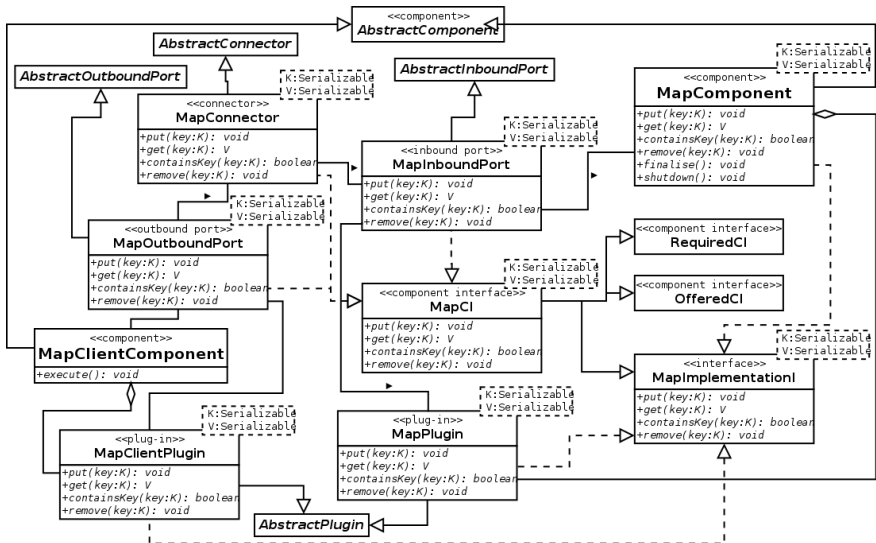 <<component>>
AbstractComponent
AbstractConnector
AbstractOutboundPort
AbstractInboundPort
K:Serializable
V:Serializable
<<connector>>
MapConnector
+put(key:K): void
+get(key:K): V
+containsKey(key:K): boolean
+remove(key:K): void
K:Serializable
V:Serializable
<<component>>
MapComponent
+put(key:K): void
+get(key:K): V
+containsKey(key:K): boolean
+remove(key:K): void
+finalise(): void
+shutdown(): void
K:Serializable
V:Serializable
<<inbound port>>
MapInboundPort
+put(key:K): void
+get(key:K): V
+containsKey(key:K): boolean
+remove(key:K): void
K:Serializable
V:Serializable
<<outbound port>>
MapOutboundPort
+put(key:K): void
+get(key:K): V
+containsKey(key:K): boolean
+remove(key:K): void
<<component interface>>
RequiredCI
<<component interface>>
OfferedCI
K:Serializable
V:Serializable
<<component interface>>
MapCI
+put(key:K): void
+get(key:K): V
+containsKey(key:K): boolean
+remove(key:K): void
<<component>>
MapClientComponent
+execute(): void
K:Serializable
V:Serializable
<<interface>>
MapImplementationI
+put(key:K): void
+get(key:K): V
+containsKey(key:K): boolean
+remove(key:K): void
K:Serializable
V:Serializable
<<plug-in>>
MapClientPlugin
+put(key:K): void
+get(key:K): V
+containsKey(key:K): boolean
+remove(key:K): void
K:Serializable
V:Serializable
<<plug-in>>
MapPlugin
+put(key:K): void
+get(key:K): V
+containsKey(key:K): boolean
+remove(key:K): void
AbstractPlugin